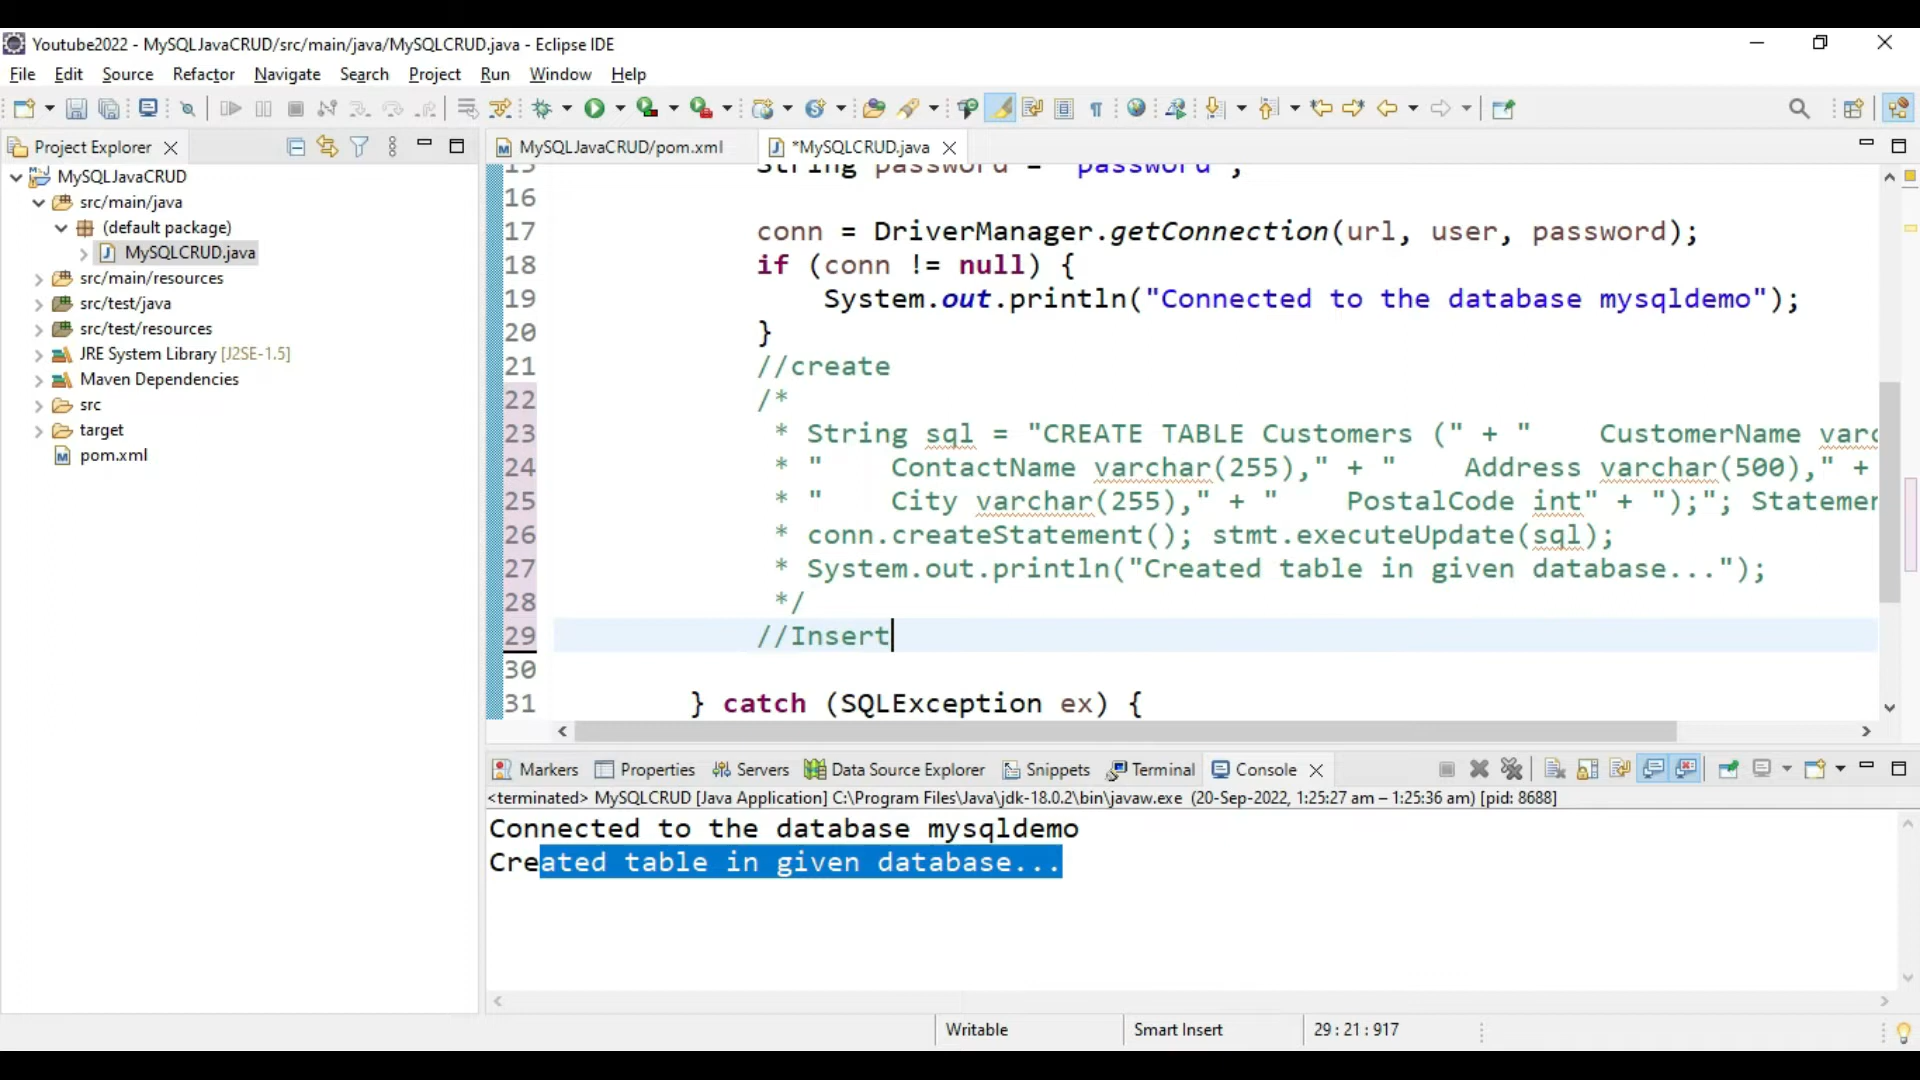 Youtube2022 - MySQLJavaCRUD/src/main/java/MySQLCRUD.java - Eclipse IDE
File Edit Source Refactor Navigate Search Project Run Window Help
Project Explorer
MySQLJavaCRUD
src/main/java
(default package)
MySQLCRUD.java
src/main/resources
src/test/java
src/test/resources
JRE System Library [J2SE-1.5]
Maven Dependencies
src
target
pom.xml
MySQLJavaCRUD/pom.xml *MySQLCRUD.java
15 String password = "password";
16
17 conn = DriverManager.getConnection(url, user, password);
18 if (conn != null) {
19 System.out.println("Connected to the database mysqldemo");
20 }
21 //create
22 /*
23 * String sql = "CREATE TABLE Customers (" + " CustomerName varc
24 * " ContactName varchar(255)," + " Address varchar(500)," +
25 * " City varchar(255)," + " PostalCode int" + ");"; Statemen
26 * conn.createStatement(); stmt.executeUpdate(sql);
27 * System.out.println("Created table in given database...");
28 */
29 //Insert
30
31 } catch (SQLException ex) {
Markers Properties Servers Data Source Explorer Snippets Terminal Console
<terminated> MySQLCRUD [Java Application] C:\Program Files\Java\jdk-18.0.2\bin\javaw.exe (20-Sep-2022, 1:25:27 am – 1:25:36 am) [pid: 8688]
Connected to the database mysqldemo
Created table in given database...
Writable Smart Insert 29 : 21 : 917